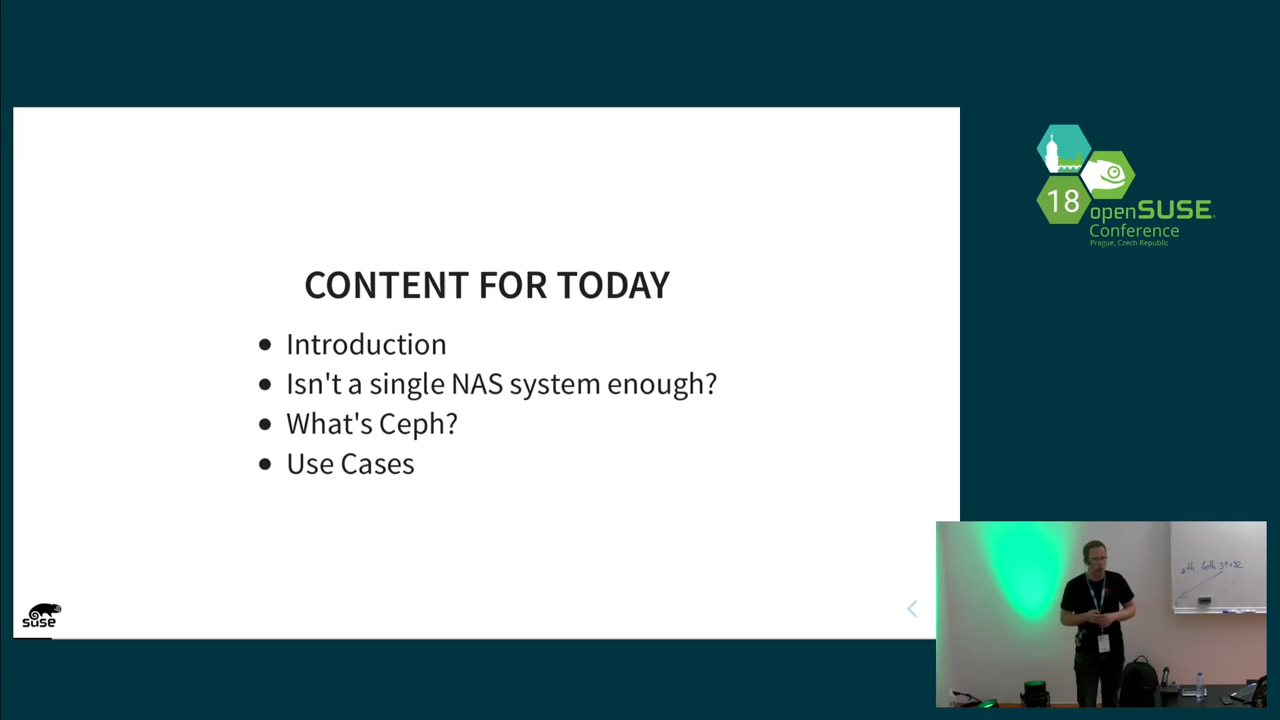 CONTENT FOR TODAY
Introduction
Isn't a single NAS system enough?
What's Ceph?
Use Cases
SUSE
18
openSUSE
Conference
Prague, Czech Republic